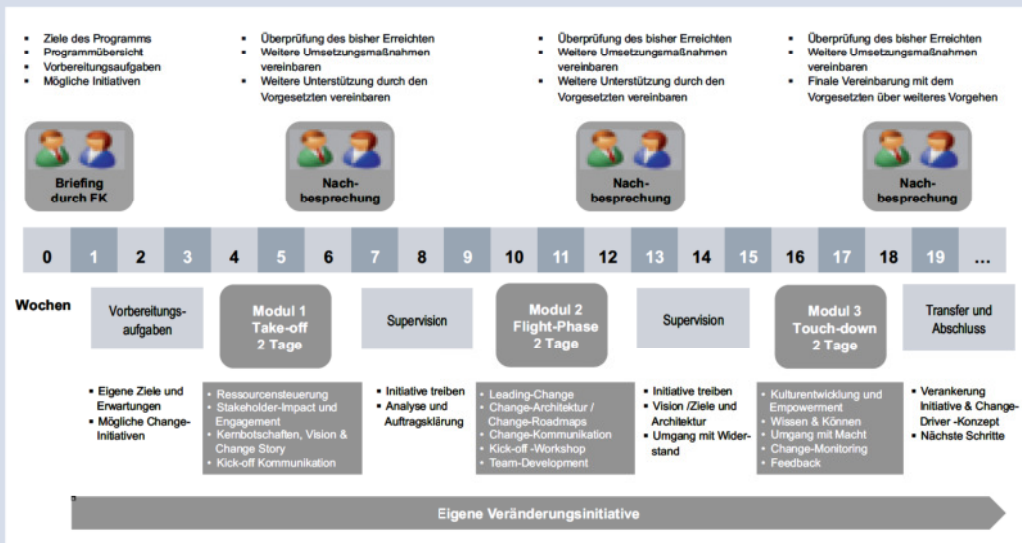 ▪ Ziele des Programms
▪ Programmübersicht
▪ Vorbereitungsaufgaben
▪ Mögliche Initiativen
▪ Überprüfung des bisher Erreichten
▪ Weitere Umsetzungsmaßnahmen
vereinbaren
▪ Weitere Unterstützung durch den
Vorgesetzten vereinbaren
▪ Überprüfung des bisher Erreichten
▪ Weitere Umsetzungsmaßnahmen
vereinbaren
▪ Weitere Unterstützung durch den
Vorgesetzten vereinbaren
▪ Überprüfung des bisher Erreichten
▪ Weitere Umsetzungsmaßnahmen
vereinbaren
▪ Finale Vereinbarung mit dem
Vorgesetzten über weiteres Vorgehen
Briefing
durch FK
Nach-
besprechung
Nach-
besprechung
Nach-
besprechung
0 1 2 3 4 5 6 7 8 9 10 11 12 13 14 15 16 17 18 19 ...
Wochen
Vorbereitungs-
aufgaben
Modul 1
Take-off
2 Tage
Supervision
Modul 2
Flight-Phase
2 Tage
Supervision
Modul 3
Touch-down
2 Tage
Transfer und
Abschluss
▪ Eigene Ziele und
Erwartungen
▪ Mögliche Change-
Initiativen
• Ressourcensteuerung
• Stakeholder-Impact und
Engagement
• Kernbotschaften, Vision &
Change Story
• Kick-off Kommunikation
▪ Initiative treiben
▪ Analyse und
Auftragsklärung
• Leading-Change
• Change-Architektur /
Change-Roadmaps
• Change-Kommunikation
• Kick-off -Workshop
• Team-Development
▪ Initiative treiben
▪ Vision /Ziele und
Architektur
▪ Umgang mit Wider-
stand
• Kulturentwicklung und
Empowerment
• Wissen & Können
• Umgang mit Macht
• Change-Monitoring
• Feedback
▪ Verankerung
Initiative & Change-
Driver -Konzept
▪ Nächste Schritte
Eigene Veränderungsinitiative